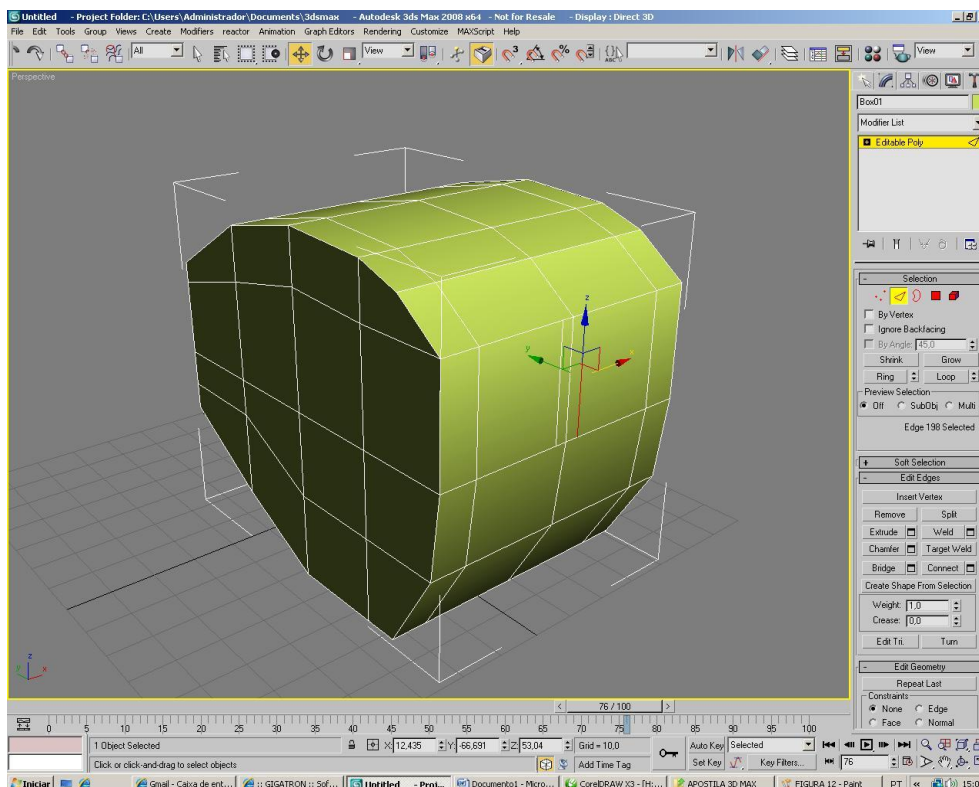 Untitled - Project Folder: C:\Users\Administrador\Documents\3dsmax - Autodesk 3ds Max 2008 x64 - Not for Resale - Display : Direct 3D
File Edit Tools Group Views Create Modifiers reactor Animation Graph Editors Rendering Customize MAXScript Help
All View View
Perspective
Box01
Modifier List
Editable Poly
Selection
By Vertex
Ignore Backfacing
By Angle: 45,0
Shrink Grow
Ring Loop
Preview Selection
Off SubObj Multi
Edge 198 Selected
Soft Selection
Edit Edges
Insert Vertex
Remove Split
Extrude Weld
Chamfer Target Weld
Bridge Connect
Create Shape From Selection
Weight: 1,0
Crease: 0,0
Edit Tri. Turn
Edit Geometry
Repeat Last
Constraints
None Edge
Face Normal
z
y
x
z
y
x
< 76 / 100 >
0 5 10 15 20 25 30 35 40 45 50 55 60 65 70 75 80 85 90 95 100
1 Object Selected X: 12,435 Y: -66,691 Z: 53,04 Grid = 10,0 Auto Key Selected
Click or click-and-drag to select objects Add Time Tag Set Key Key Filters... 76
Iniciar Gmail - Caixa de ent... :: GIGATRON :: Sof... Untitled - Proj... Documento1 - Micro... CorelDRAW X3 - [H:... APOSTILA 3D MAX FIGURA 12 - Paint PT «